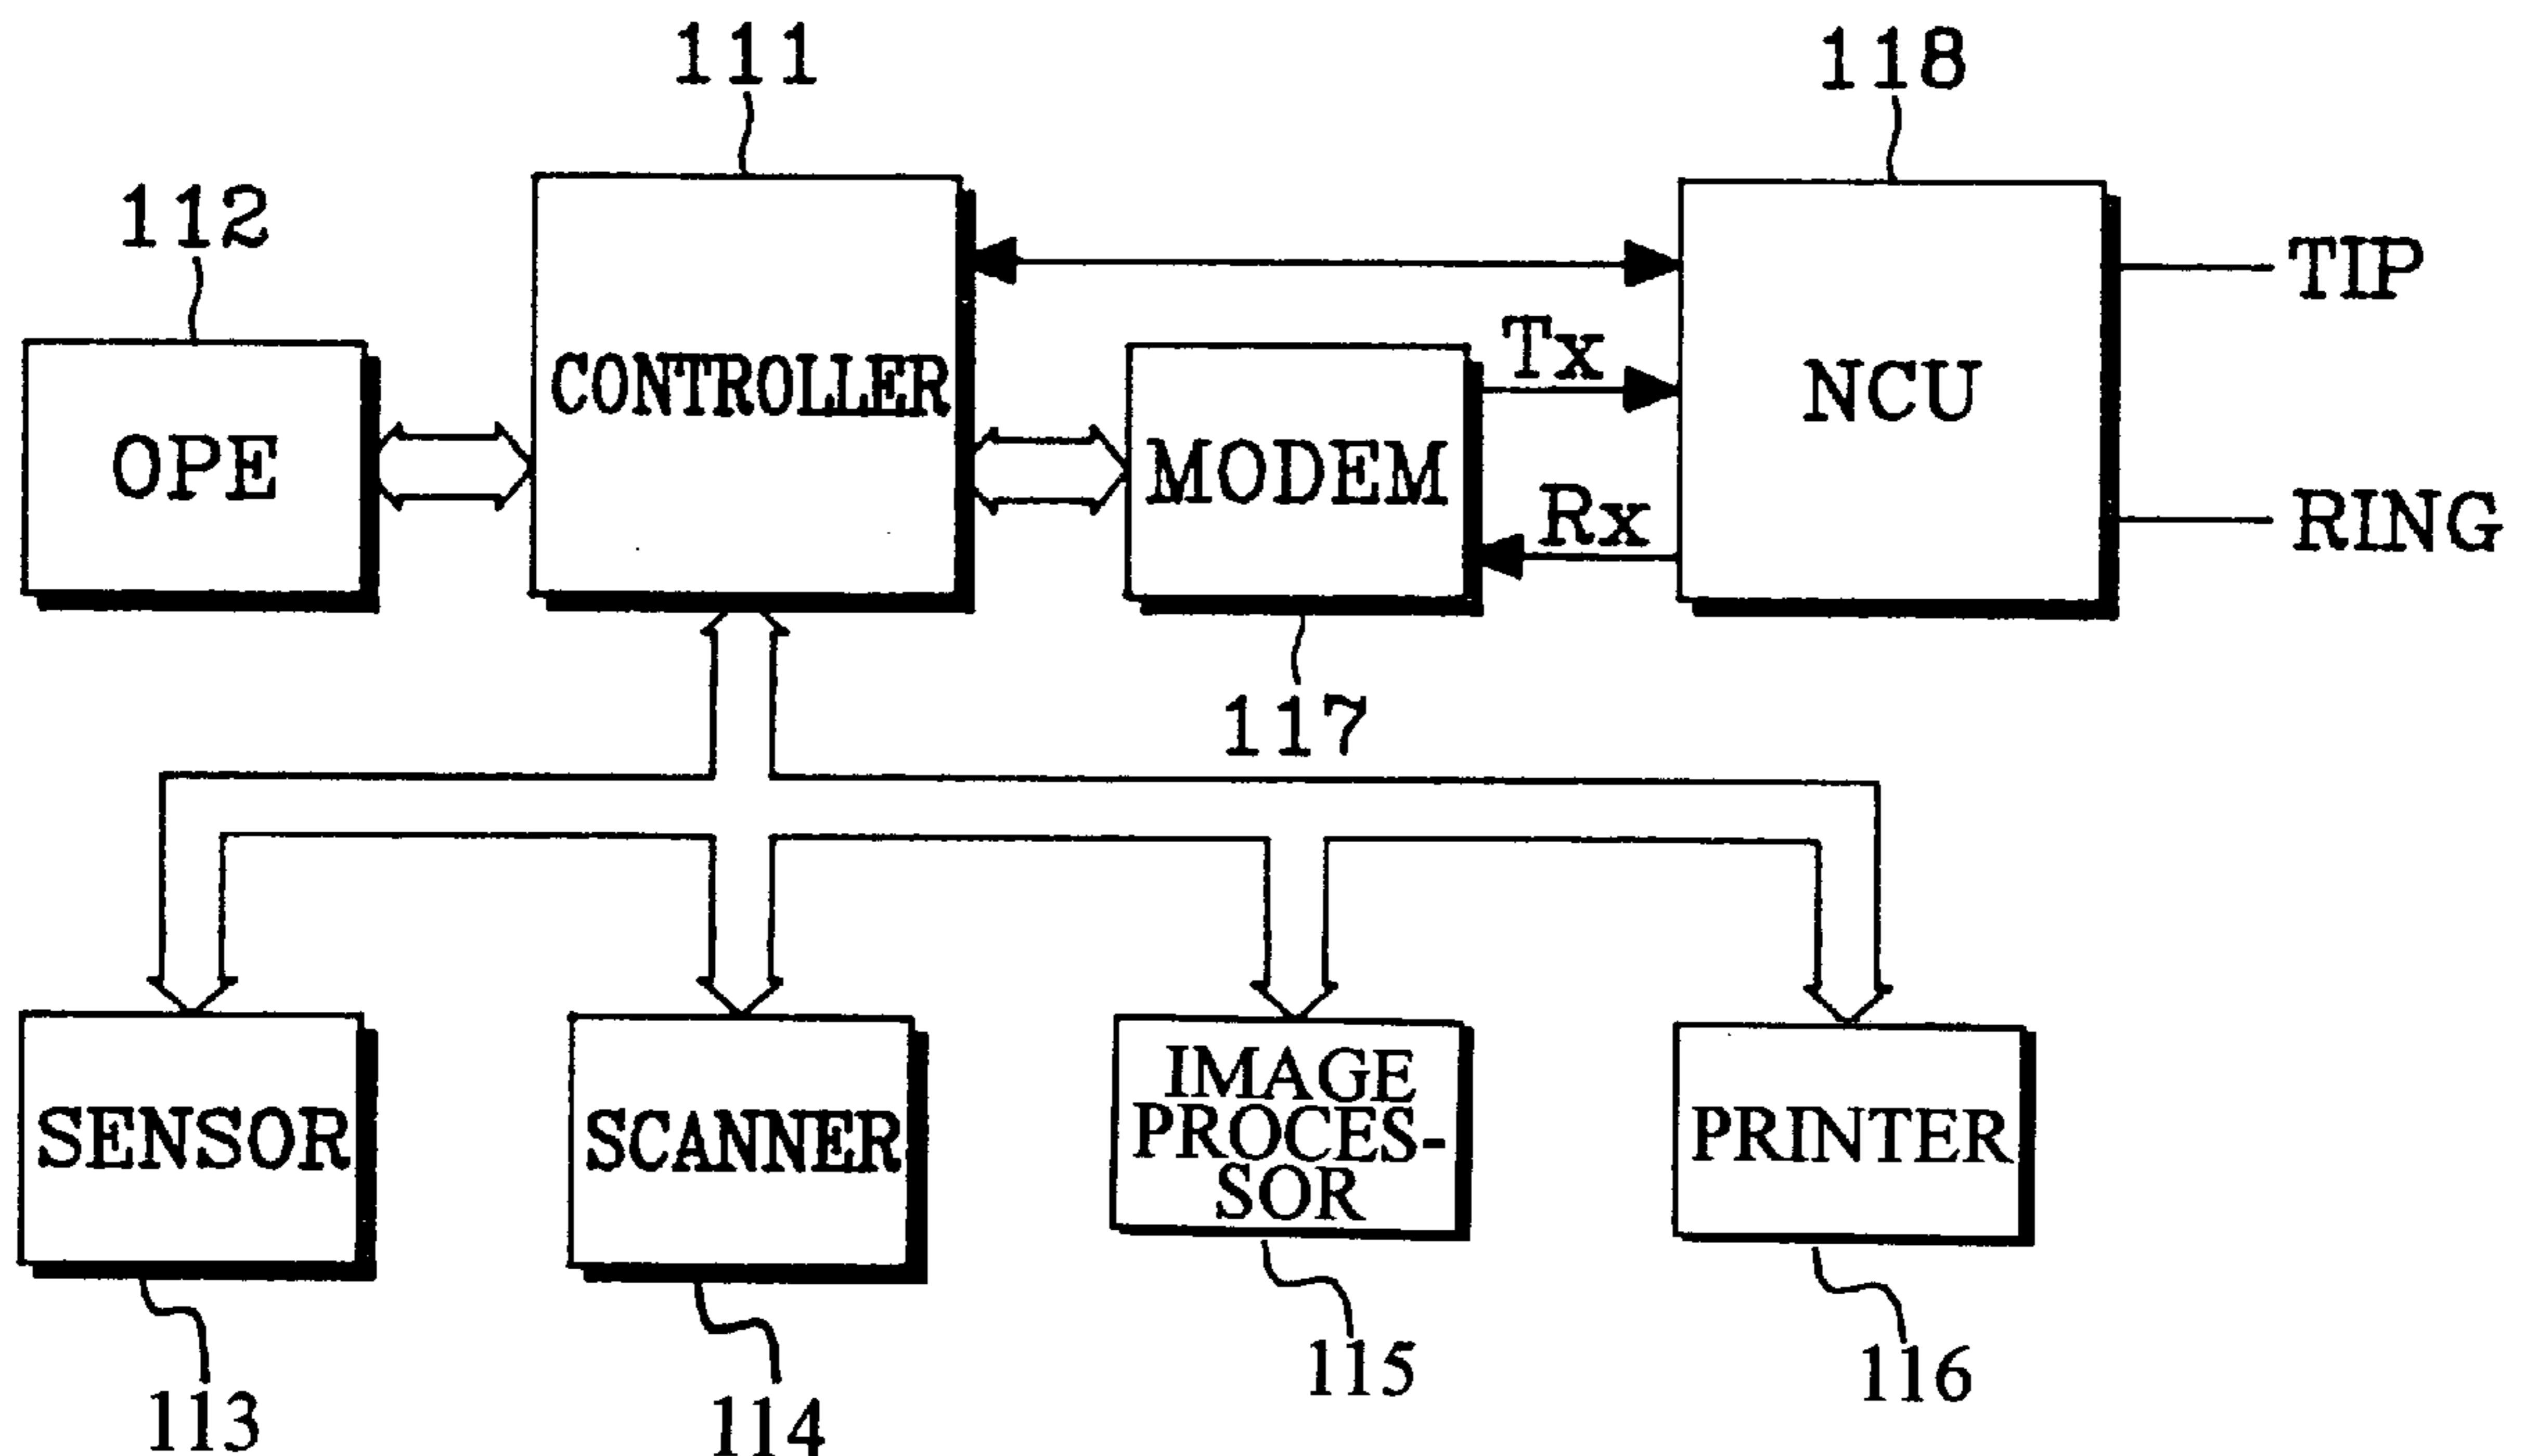 111
118
112
TIP
CONTROLLER
Tx
NCU
OPE
MODEM
Rx
RING
117
SENSOR
SCANNER
IMAGE
PROCES-
SOR
PRINTER
113
114
115
116